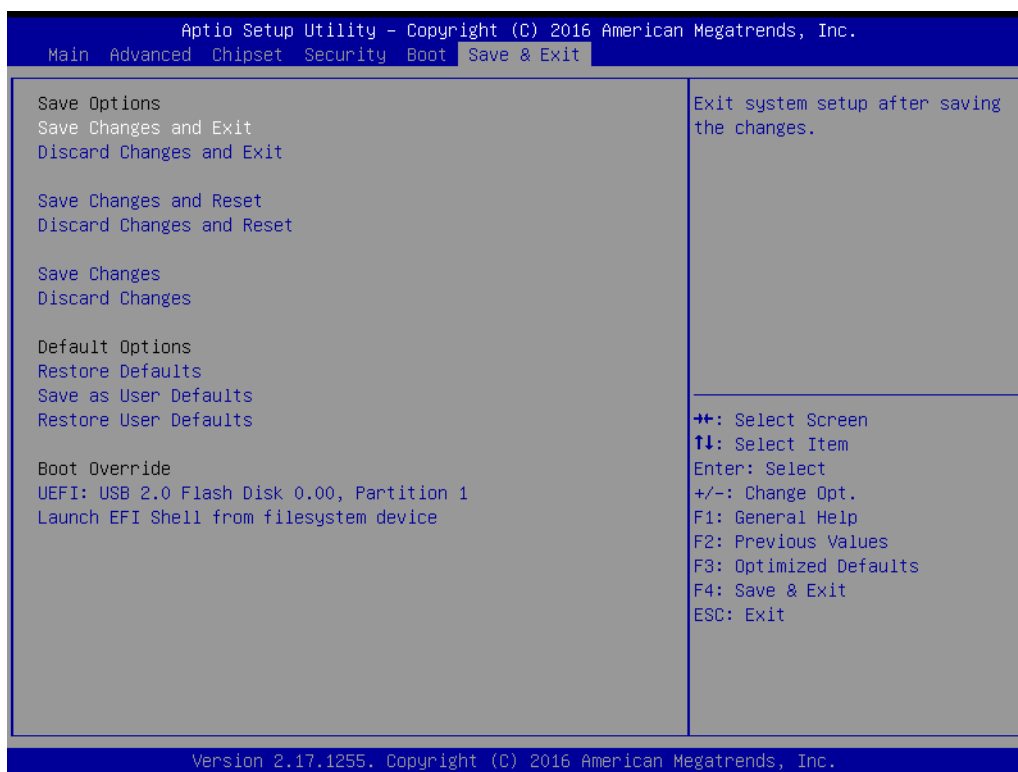 Aptio Setup Utility – Copyright (C) 2016 American Megatrends, Inc.
Main Advanced Chipset Security Boot Save & Exit
Save Options
Save Changes and Exit
Discard Changes and Exit
Save Changes and Reset
Discard Changes and Reset
Save Changes
Discard Changes
Default Options
Restore Defaults
Save as User Defaults
Restore User Defaults
Boot Override
UEFI: USB 2.0 Flash Disk 0.00, Partition 1
Launch EFI Shell from filesystem device
Exit system setup after saving
the changes.
→←: Select Screen
↑↓: Select Item
Enter: Select
+/-: Change Opt.
F1: General Help
F2: Previous Values
F3: Optimized Defaults
F4: Save & Exit
ESC: Exit
Version 2.17.1255. Copyright (C) 2016 American Megatrends, Inc.